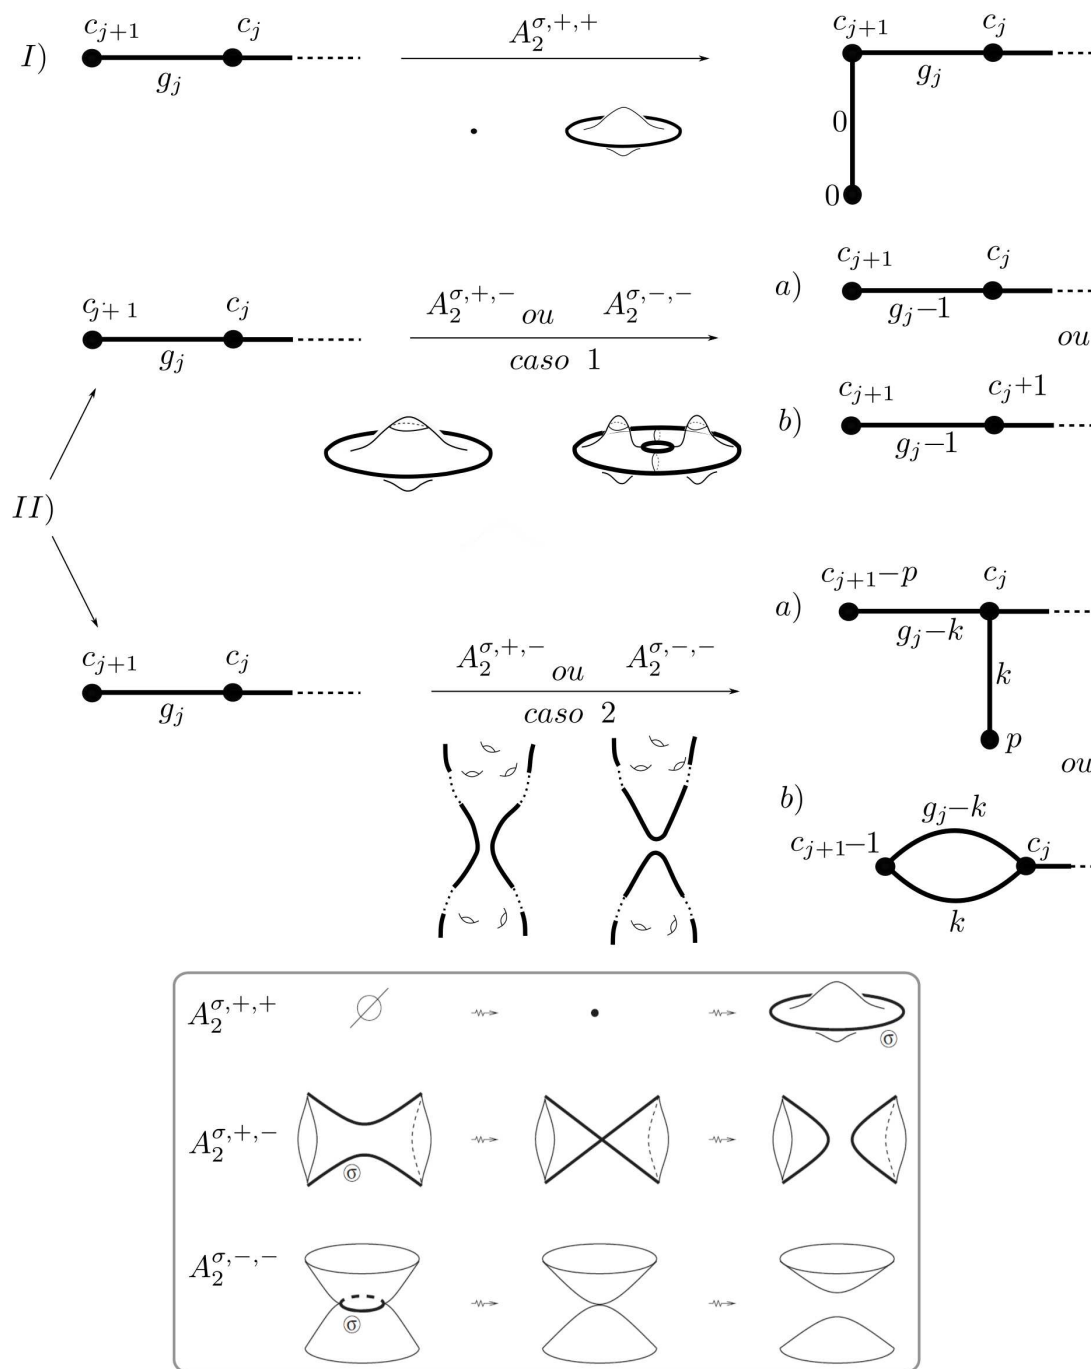 I) c_{j+1} c_j g_j A_2^{σ,+,+} c_{j+1} c_j g_j
0
0
II)
c_{j+1} c_j g_j A_2^{σ,+,-} ou A_2^{σ,-,-} caso 1
a) c_{j+1} c_j g_j-1
ou
b) c_{j+1} c_j+1 g_j-1
c_{j+1} c_j g_j A_2^{σ,+,-} ou A_2^{σ,-,-} caso 2
a) c_{j+1}-p c_j g_j-k
k
p
ou
b) g_j-k
c_{j+1}-1 c_j
k
A_2^{σ,+,+} σ
A_2^{σ,+,-} σ
A_2^{σ,-,-} σ